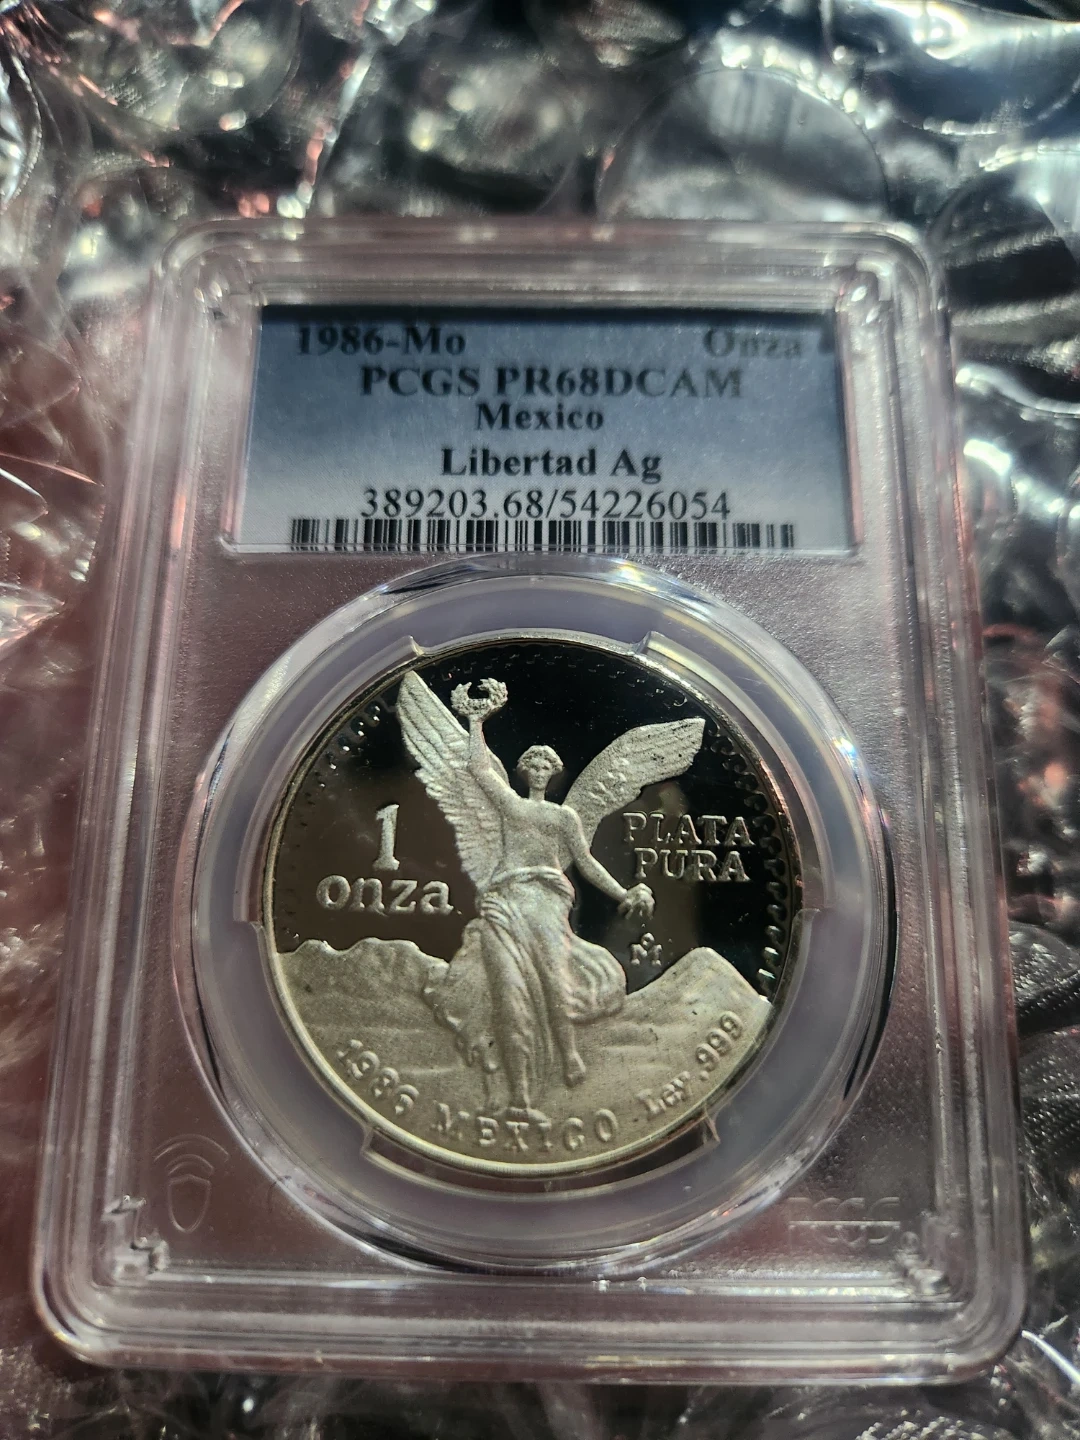 1986-Mo Onza
PCGS PR68DCAM
Mexico
Libertad Ag
389203.68/54226054
1
onza
PLATA
PURA
Mo
1986 MEXICO Ley .999
PCGS